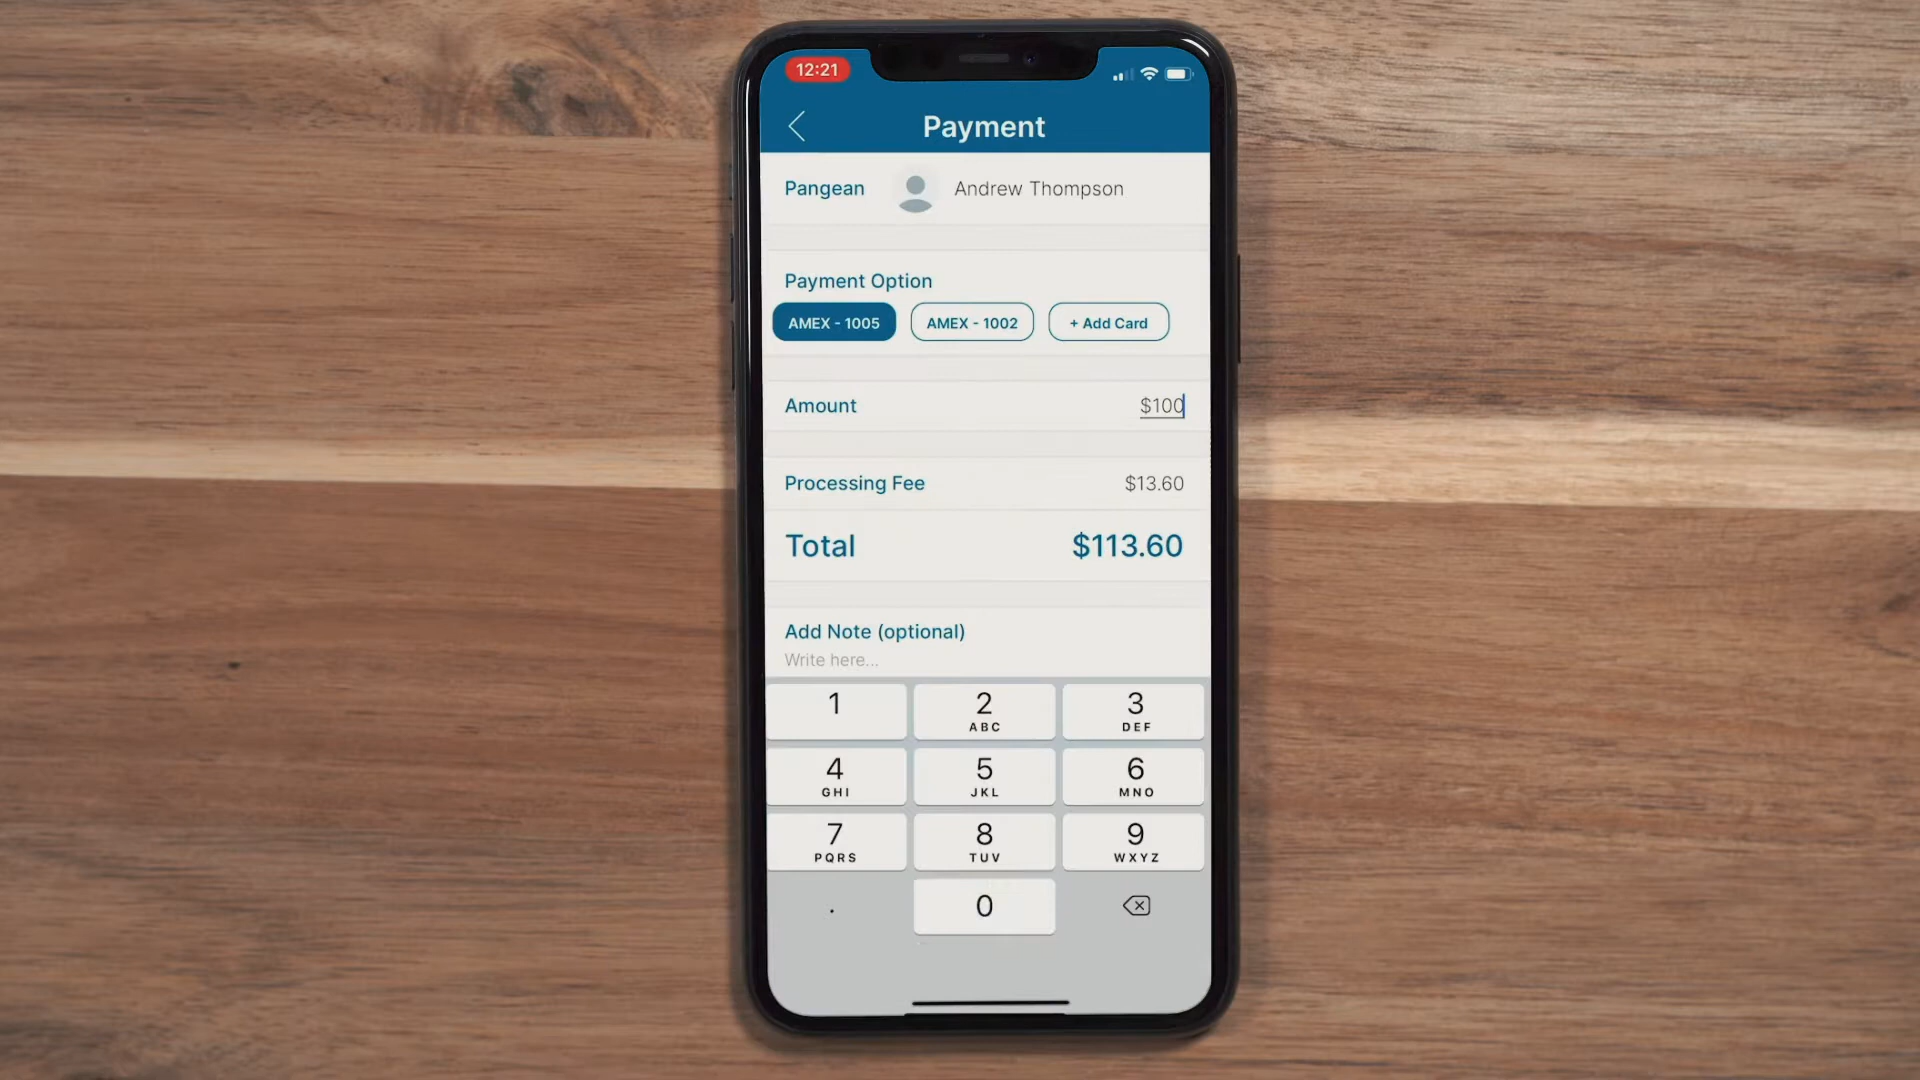 12:21
Payment
Pangean
Andrew Thompson
Payment Option
AMEX - 1005
AMEX - 1002
+ Add Card
Amount
$100
Processing Fee
$13.60
Total
$113.60
Add Note (optional)
Write here...
1
2
ABC
3
DEF
4
GHI
5
JKL
6
MNO
7
PQRS
8
TUV
9
WXYZ
.
0